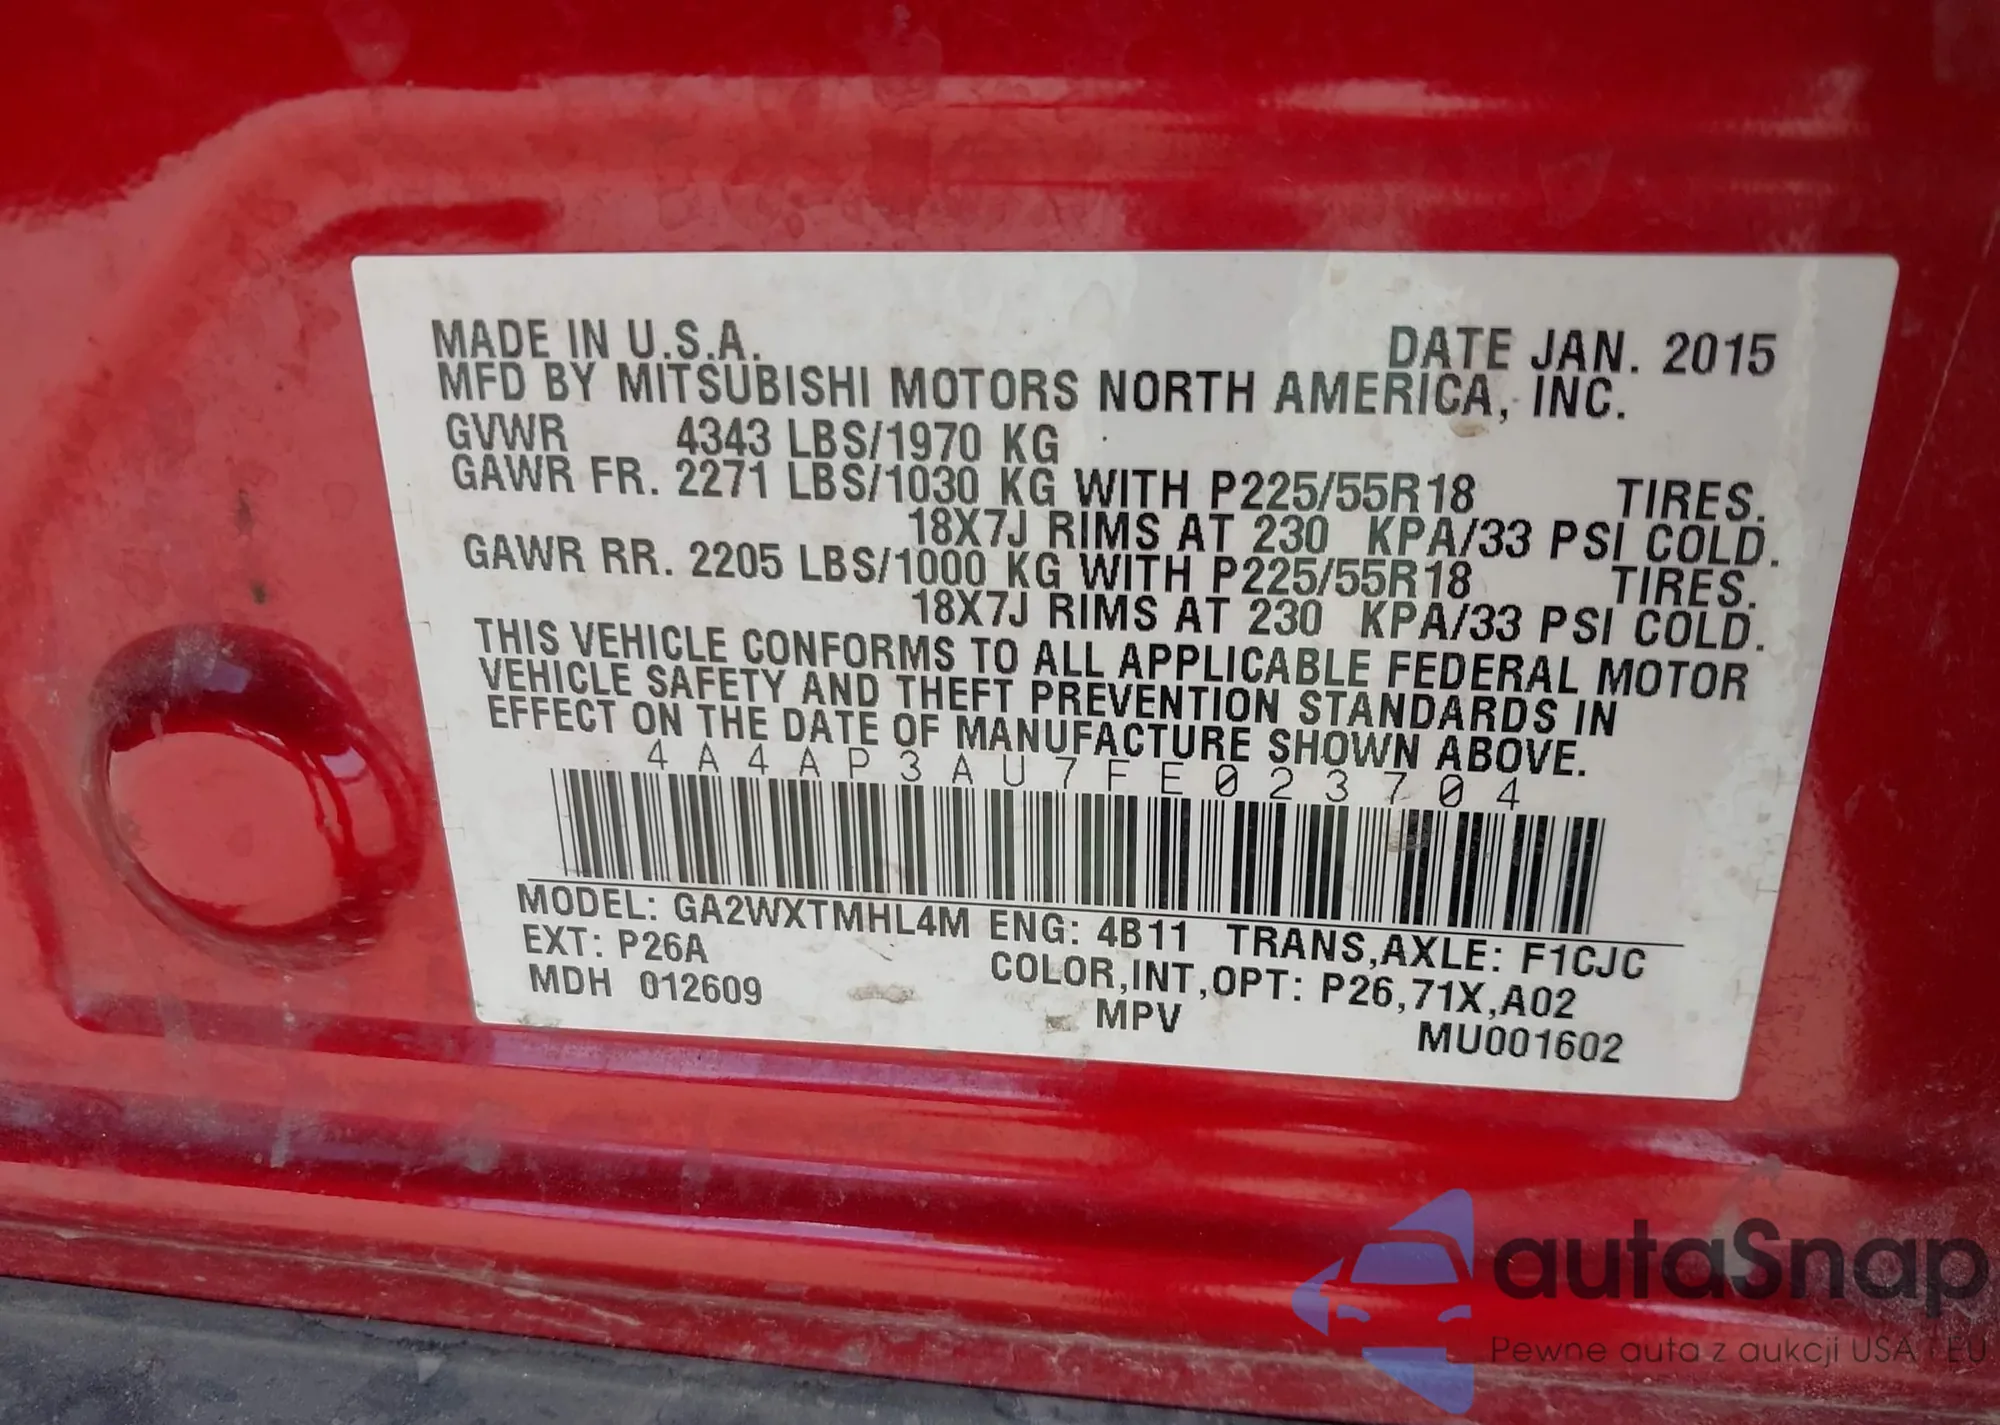 MADE IN U.S.A. DATE JAN. 2015
MFD BY MITSUBISHI MOTORS NORTH AMERICA, INC.
GVWR 4343 LBS/1970 KG
GAWR FR. 2271 LBS/1030 KG WITH P225/55R18 TIRES.
18X7J RIMS AT 230 KPA/33 PSI COLD.
GAWR RR. 2205 LBS/1000 KG WITH P225/55R18 TIRES.
18X7J RIMS AT 230 KPA/33 PSI COLD.
THIS VEHICLE CONFORMS TO ALL APPLICABLE FEDERAL MOTOR
VEHICLE SAFETY AND THEFT PREVENTION STANDARDS IN
EFFECT ON THE DATE OF MANUFACTURE SHOWN ABOVE.
4A4AP3AU7FE023704
MODEL: GA2WXTMHL4M ENG: 4B11 TRANS,AXLE: F1CJC
EXT: P26A COLOR,INT,OPT: P26,71X,A02
MDH 012609 MPV MU001602
autaSnap
Pewne auta z aukcji USA i EU